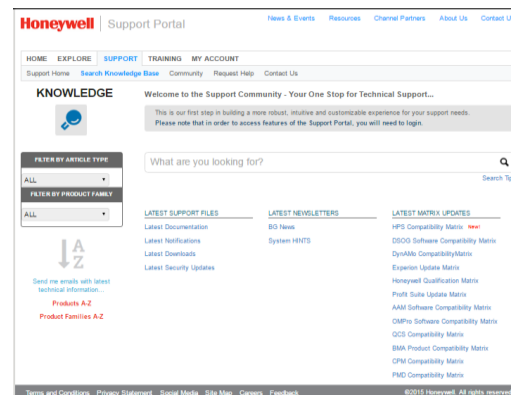 Honeywell | Support Portal
News & Events Resources Channel Partners About Us Contact U
HOME EXPLORE SUPPORT TRAINING MY ACCOUNT
Support Home Search Knowledge Base Community Request Help Contact Us
KNOWLEDGE
Welcome to the Support Community - Your One Stop for Technical Support...
This is our first step in building a more robust, intuitive and customizable experience for your support needs.
Please note that in order to access features of the Support Portal, you will need to login.
FILTER BY ARTICLE TYPE
ALL
FILTER BY PRODUCT FAMILY
ALL
What are you looking for?
Search Tip
A
Z
Send me emails with latest
technical information...
Products A-Z
Product Families A-Z
LATEST SUPPORT FILES
Latest Documentation
Latest Notifications
Latest Downloads
Latest Security Updates
LATEST NEWSLETTERS
BG News
System HINTS
LATEST MATRIX UPDATES
HPS Compatibility Matrix New!
DSOG Software Compatibility Matrix
DynAMo CompatibilityMatrix
Experion Update Matrix
Honeywell Qualification Matrix
Profit Suite Update Matrix
AAM Software Compatibility Matrix
OMPro Software Compatibility Matrix
QCS Compatibility Matrix
BMA Product Compatibility Matrix
CPM Compatibility Matrix
PMD Compatibility Matrix
Terms and Conditions Privacy Statement Social Media Site Map Careers Feedback
©2015 Honeywell. All rights reserved